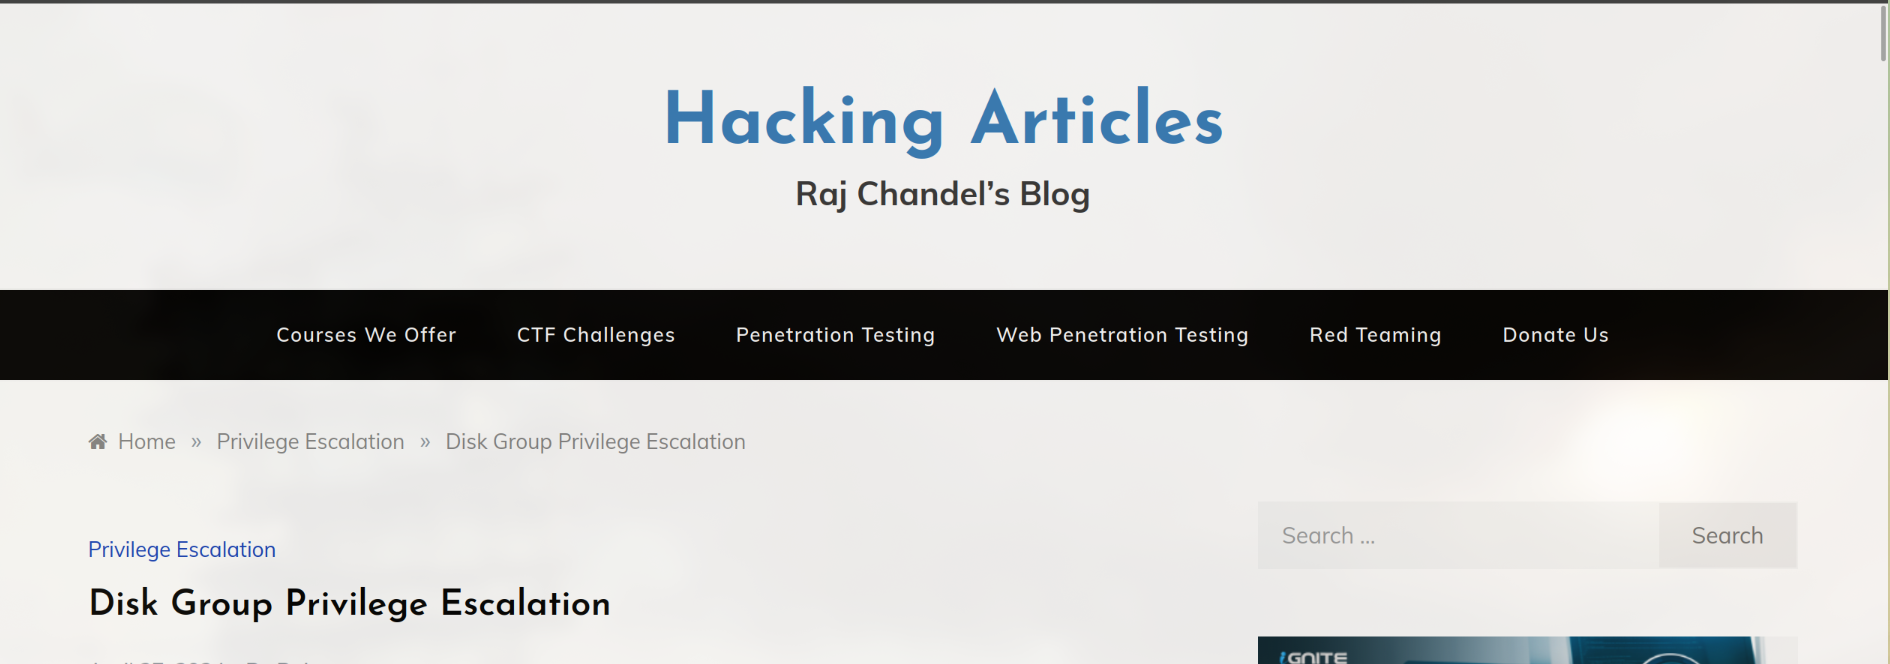 Hacking Articles
Raj Chandel’s Blog
Courses We Offer CTF Challenges Penetration Testing Web Penetration Testing Red Teaming Donate Us
Home » Privilege Escalation » Disk Group Privilege Escalation
Search ... Search
Privilege Escalation
Disk Group Privilege Escalation
iGNITE